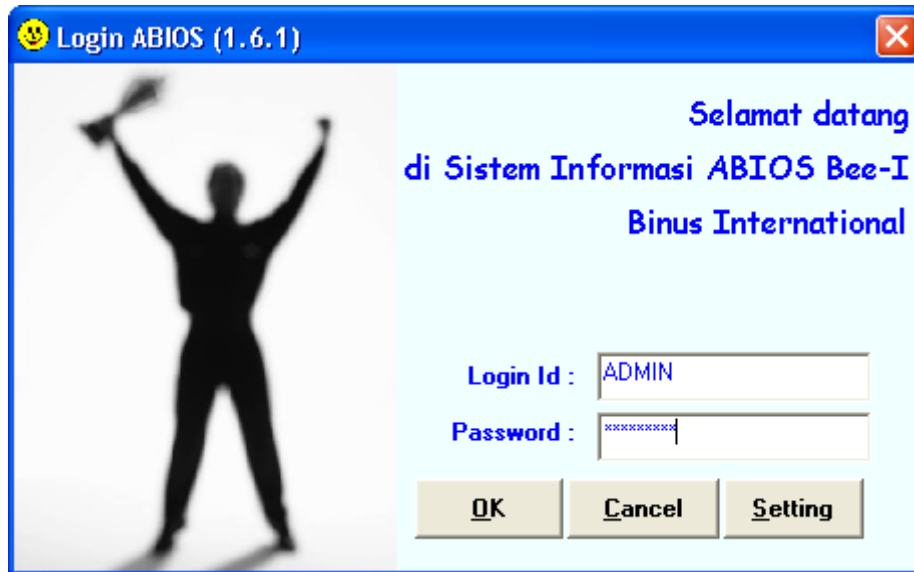 Login ABIOS (1.6.1)
Selamat datang
di Sistem Informasi ABIOS Bee-I
Binus International
Login Id : ADMIN
Password : *********
OK Cancel Setting